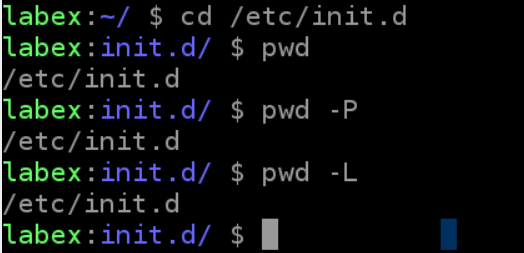 labex:~/ $ cd /etc/init.d
labex:init.d/ $ pwd
/etc/init.d
labex:init.d/ $ pwd -P
/etc/init.d
labex:init.d/ $ pwd -L
/etc/init.d
labex:init.d/ $